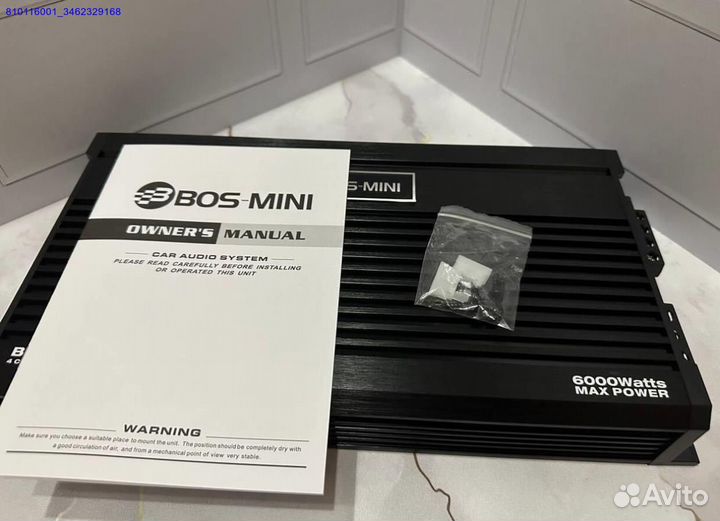 810116001_3462329168
BOS-MINI
OWNER'S MANUAL
CAR AUDIO SYSTEM
PLEASE READ CAREFULLY BEFORE INSTALLING
OR OPERATED THIS UNIT
WARNING
Make sure you choose a suitable place to mount the unit. The position should be completely dry with
a good circulation of air, and from a mechanical point of view very stable.
S-MINI
6000Watts
MAX POWER
Avito